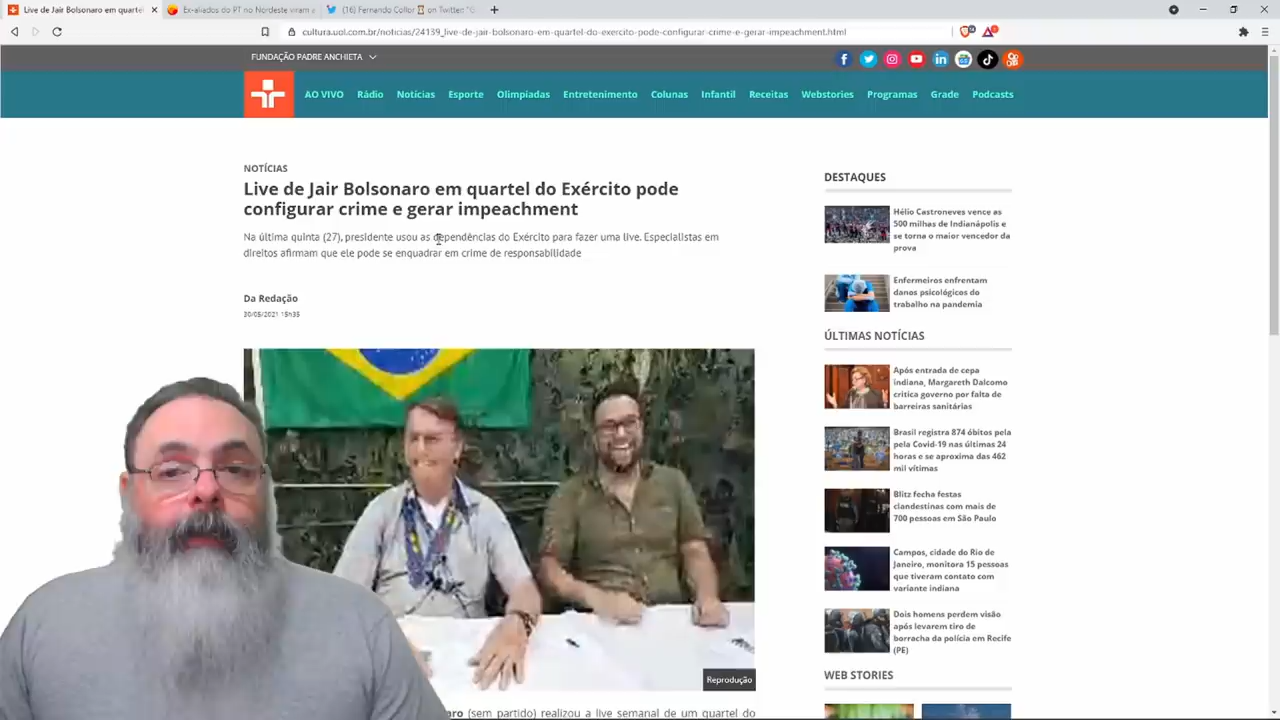 Live de Jair Bolsonaro em quartel
Ex-aliados do PT no Nordeste viram a
(16) Fernando Collor on Twitter: "
cultura.uol.com.br/noticias/24139_live-de-jair-bolsonaro-em-quartel-do-exercito-pode-configurar-crime-e-gerar-impeachment.html
FUNDAÇÃO PADRE ANCHIETA
AO VIVO Rádio Notícias Esporte Olimpíadas Entretenimento Colunas Infantil Receitas Webstories Programas Grade Podcasts
NOTÍCIAS
Live de Jair Bolsonaro em quartel do Exército pode
configurar crime e gerar impeachment
Na última quinta (27), presidente usou as dependências do Exército para fazer uma live. Especialistas em
direitos afirmam que ele pode se enquadrar em crime de responsabilidade
Da Redação
30/05/2021 15h35
Reprodução
(sem partido) realizou a live semanal de um quartel do
DESTAQUES
Hélio Castroneves vence as
500 milhas de Indianápolis e
se torna o maior vencedor da
prova
Enfermeiros enfrentam
danos psicológicos do
trabalho na pandemia
ÚLTIMAS NOTÍCIAS
Após entrada de cepa
indiana, Margareth Dalcomo
critica governo por falta de
barreiras sanitárias
Brasil registra 874 óbitos pela
pela Covid-19 nas últimas 24
horas e se aproxima das 462
mil vítimas
Blitz fecha festas
clandestinas com mais de
700 pessoas em São Paulo
Campos, cidade do Rio de
Janeiro, monitora 15 pessoas
que tiveram contato com
variante indiana
Dois homens perdem visão
após levarem tiro de
borracha da polícia em Recife
(PE)
WEB STORIES